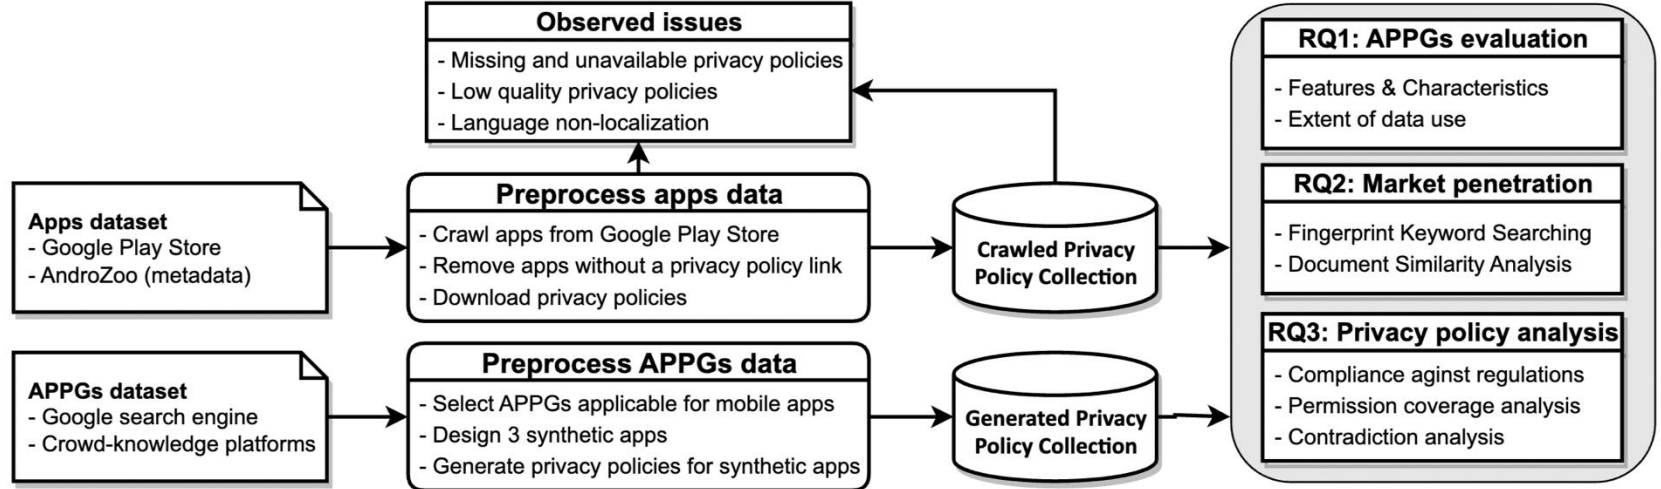 Observed issues
- Missing and unavailable privacy policies
- Low quality privacy policies
- Language non-localization
Apps dataset
- Google Play Store
- AndroZoo (metadata)
Preprocess apps data
- Crawl apps from Google Play Store
- Remove apps without a privacy policy link
- Download privacy policies
Crawled Privacy
Policy Collection
APPGs dataset
- Google search engine
- Crowd-knowledge platforms
Preprocess APPGs data
- Select APPGs applicable for mobile apps
- Design 3 synthetic apps
- Generate privacy policies for synthetic apps
Generated Privacy
Policy Collection
RQ1: APPGs evaluation
- Features & Characteristics
- Extent of data use
RQ2: Market penetration
- Fingerprint Keyword Searching
- Document Similarity Analysis
RQ3: Privacy policy analysis
- Compliance aginst regulations
- Permission coverage analysis
- Contradiction analysis